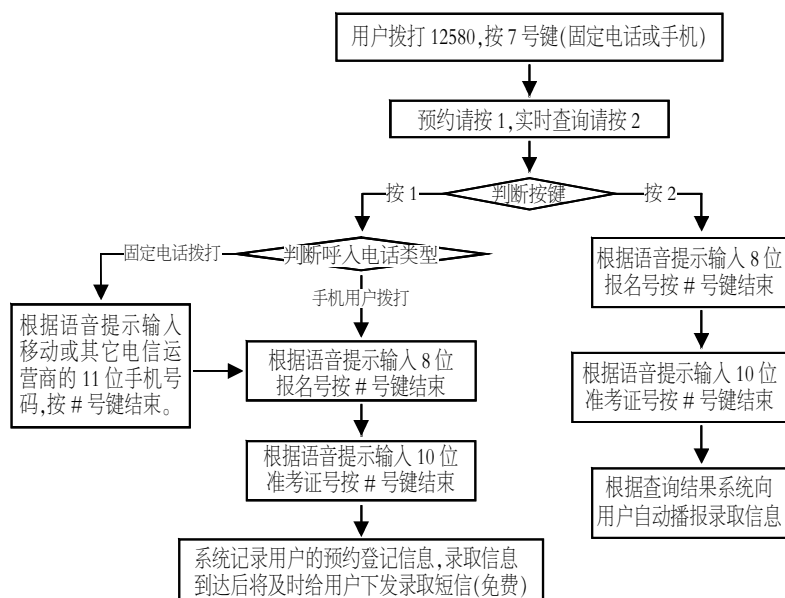 用户拨打 12580,按 7 号键(固定电话或手机)
预约请按 1,实时查询请按 2
判断按键
按 1
按 2
判断呼入电话类型
固定电话拨打
手机用户拨打
根据语音提示输入
移动或其它电信运
营商的 11 位手机号
码,按 # 号键结束。
根据语音提示输入 8 位
报名号按 # 号键结束
根据语音提示输入 10 位
准考证号按 # 号键结束
系统记录用户的预约登记信息,录取信息
到达后将及时给用户下发录取短信(免费)
根据语音提示输入 8 位
报名号按 # 号键结束
根据语音提示输入 10 位
准考证号按 # 号键结束
根据查询结果系统向
用户自动播报录取信息